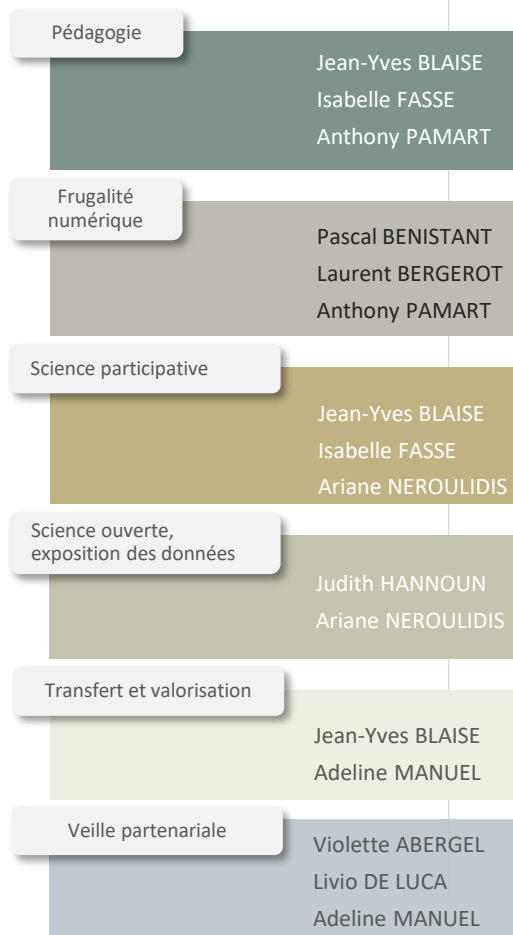 Pédagogie
Jean-Yves BLAISE
Isabelle FASSE
Anthony PAMART
Frugalité
numérique
Pascal BENISTANT
Laurent BERGEROT
Anthony PAMART
Science participative
Jean-Yves BLAISE
Isabelle FASSE
Ariane NEROULIDIS
Science ouverte,
exposition des données
Judith HANNOUN
Ariane NEROULIDIS
Transfert et valorisation
Jean-Yves BLAISE
Adeline MANUEL
Veille partenariale
Violette ABERGEL
Livio DE LUCA
Adeline MANUEL